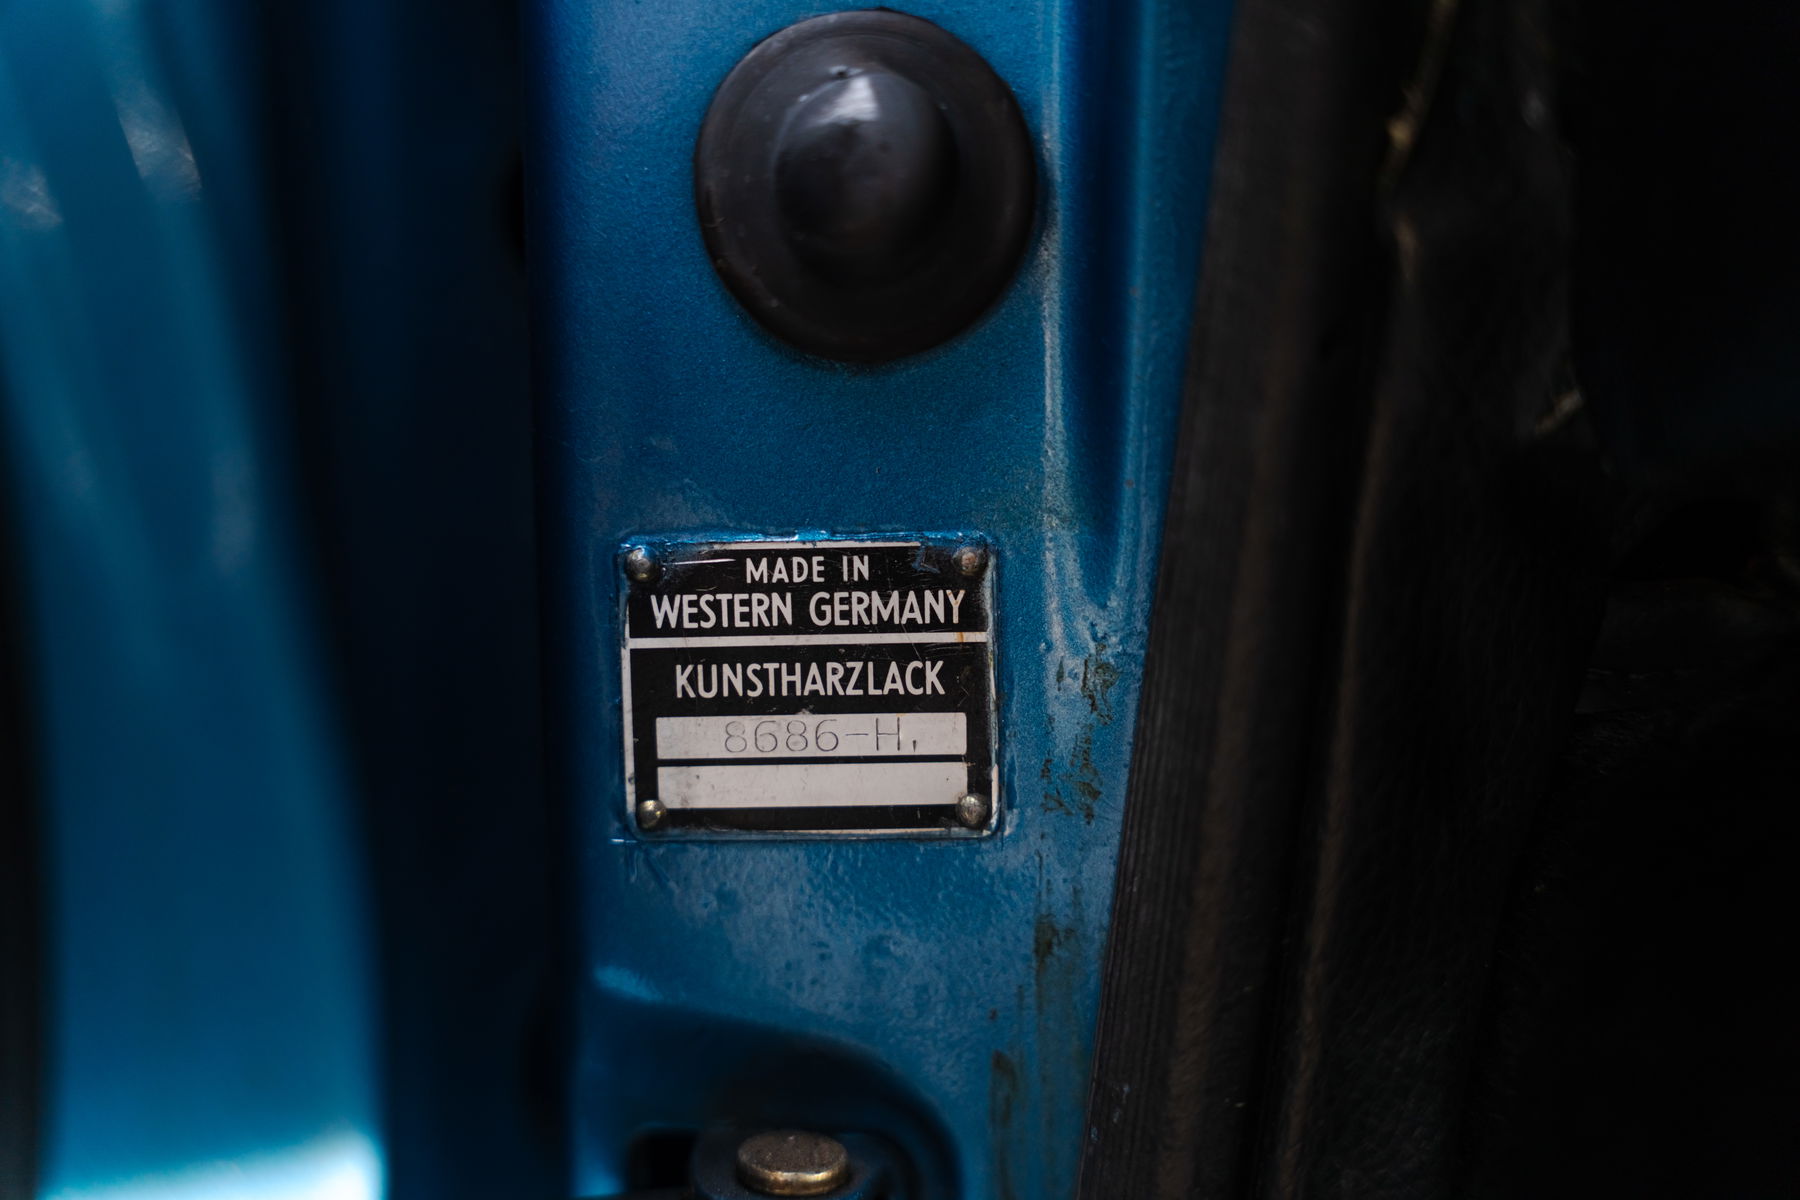 MADE IN
WESTERN GERMANY
KUNSTHARZLACK
8686-H.